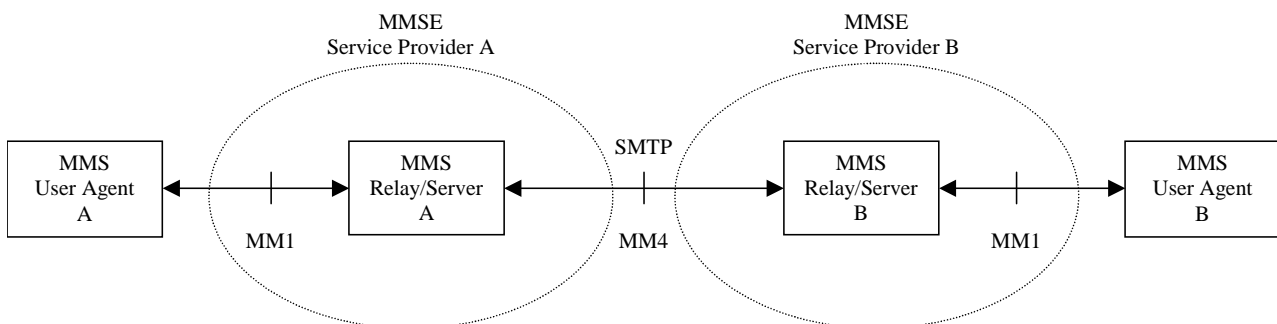 MMSE
Service Provider A
MMSE
Service Provider B
MMS
User Agent
A
MMS
Relay/Server
A
SMTP
MMS
Relay/Server
B
MMS
User Agent
B
MM1
MM4
MM1